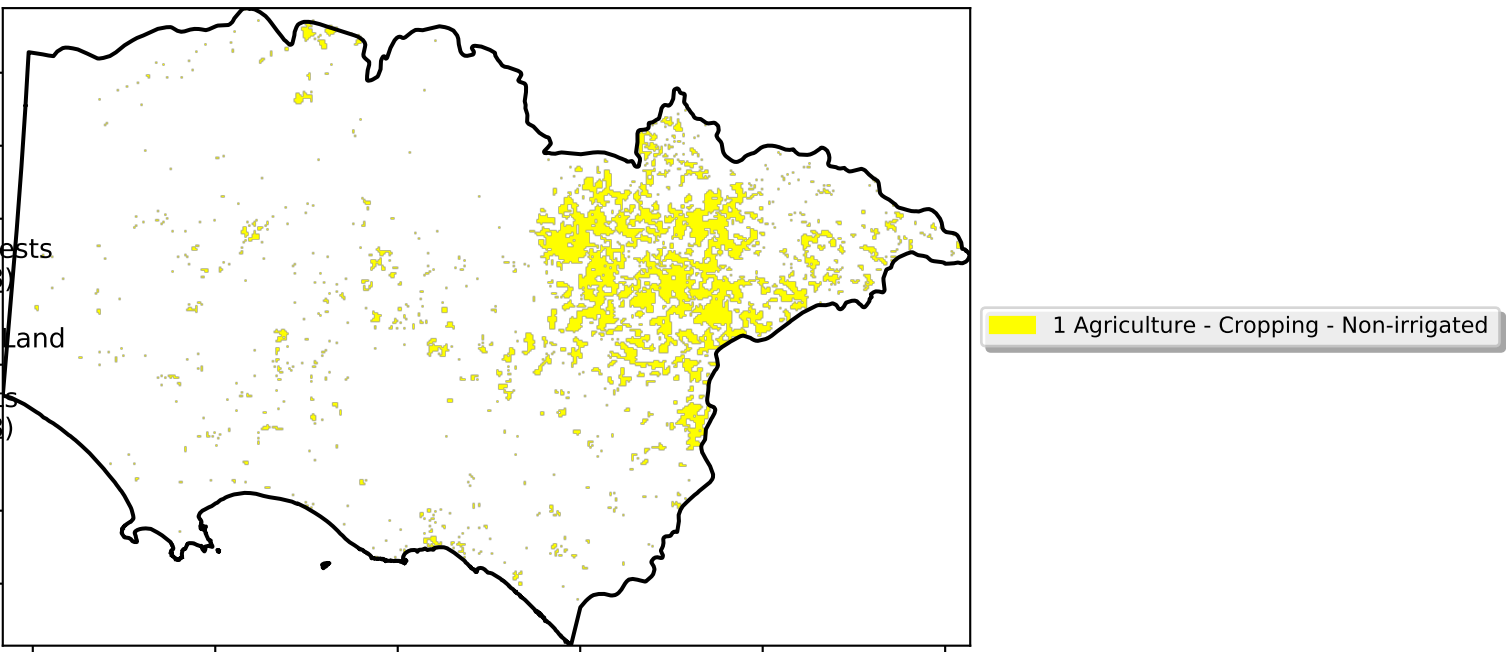 ests
)
Land
s
)
1 Agriculture - Cropping - Non-irrigated